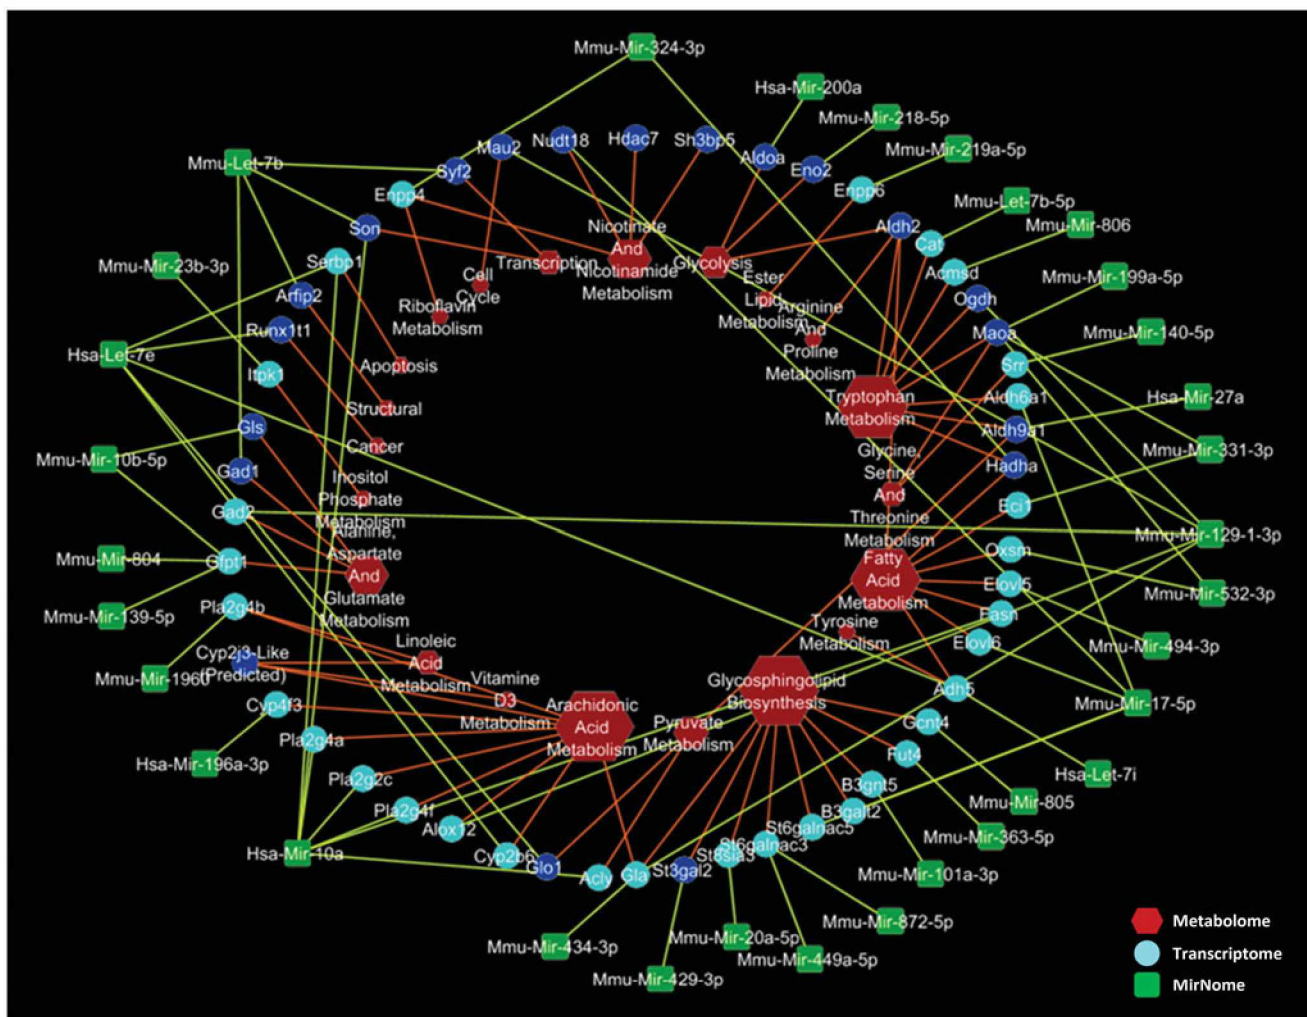 Mmu-Mir-324-3p
Hsa-Mir-200a
Mmu-Mir-218-5p
Mmu-Mir-219a-5p
Mmu-Let-7b
Mau2
Nudt18
Hdac7
Sh3bp5
Aldoa
Eno2
Enpp6
Syf2
Enpp4
Mmu-Let-7b-5p
Mmu-Mir-806
Son
Aldh2
Cat
Acmsd
Ogdh
Maoa
Srr
Aldh6a1
Aldh9a1
Hadha
Eci1
Oxsm
Elovl5
Fasn
Elovl6
Adh5
Gcnt4
Fut4
B3gnt5
B3galt2
St6galnac5
St6galnac3
St8sia3
St3gal2
Gla
Acly
Glo1
Cyp2b6
Alox12
Pla2g4f
Pla2g2c
Pla2g4a
Cyp4f3
Cyp2j3-Like
(Predicted)
Pla2g4b
Gfpt1
Gad2
Gad1
Gls
Itpk1
Runx1t1
Arfip2
Serbp1
Mmu-Mir-23b-3p
Hsa-Let-7e
Mmu-Mir-10b-5p
Mmu-Mir-804
Mmu-Mir-139-5p
Mmu-Mir-1960
Hsa-Mir-196a-3p
Hsa-Mir-10a
Mmu-Mir-434-3p
Mmu-Mir-429-3p
Mmu-Mir-20a-5p
Mmu-Mir-449a-5p
Mmu-Mir-872-5p
Mmu-Mir-101a-3p
Mmu-Mir-363-5p
Mmu-Mir-805
Hsa-Let-7i
Mmu-Mir-17-5p
Mmu-Mir-494-3p
Mmu-Mir-532-3p
Mmu-Mir-129-1-3p
Mmu-Mir-331-3p
Hsa-Mir-27a
Mmu-Mir-140-5p
Mmu-Mir-199a-5p
Transcription
Nicotinate
And
Nicotinamide
Metabolism
Glycolysis
Cell
Cycle
Riboflavin
Metabolism
Ester
Lipid
Metabolism
Arginine
And
Proline
Metabolism
Apoptosis
Structural
Cancer
Inositol
Phosphate
Metabolism
Alanine,
Aspartate
And
Glutamate
Metabolism
Tryptophan
Metabolism
Glycine,
Serine
And
Threonine
Metabolism
Fatty
Acid
Metabolism
Tyrosine
Metabolism
Linoleic
Acid
Metabolism
Vitamine
D3
Metabolism
Arachidonic
Acid
Metabolism
Pyruvate
Metabolism
Glycosphingolipid
Biosynthesis
Metabolome
Transcriptome
MirNome